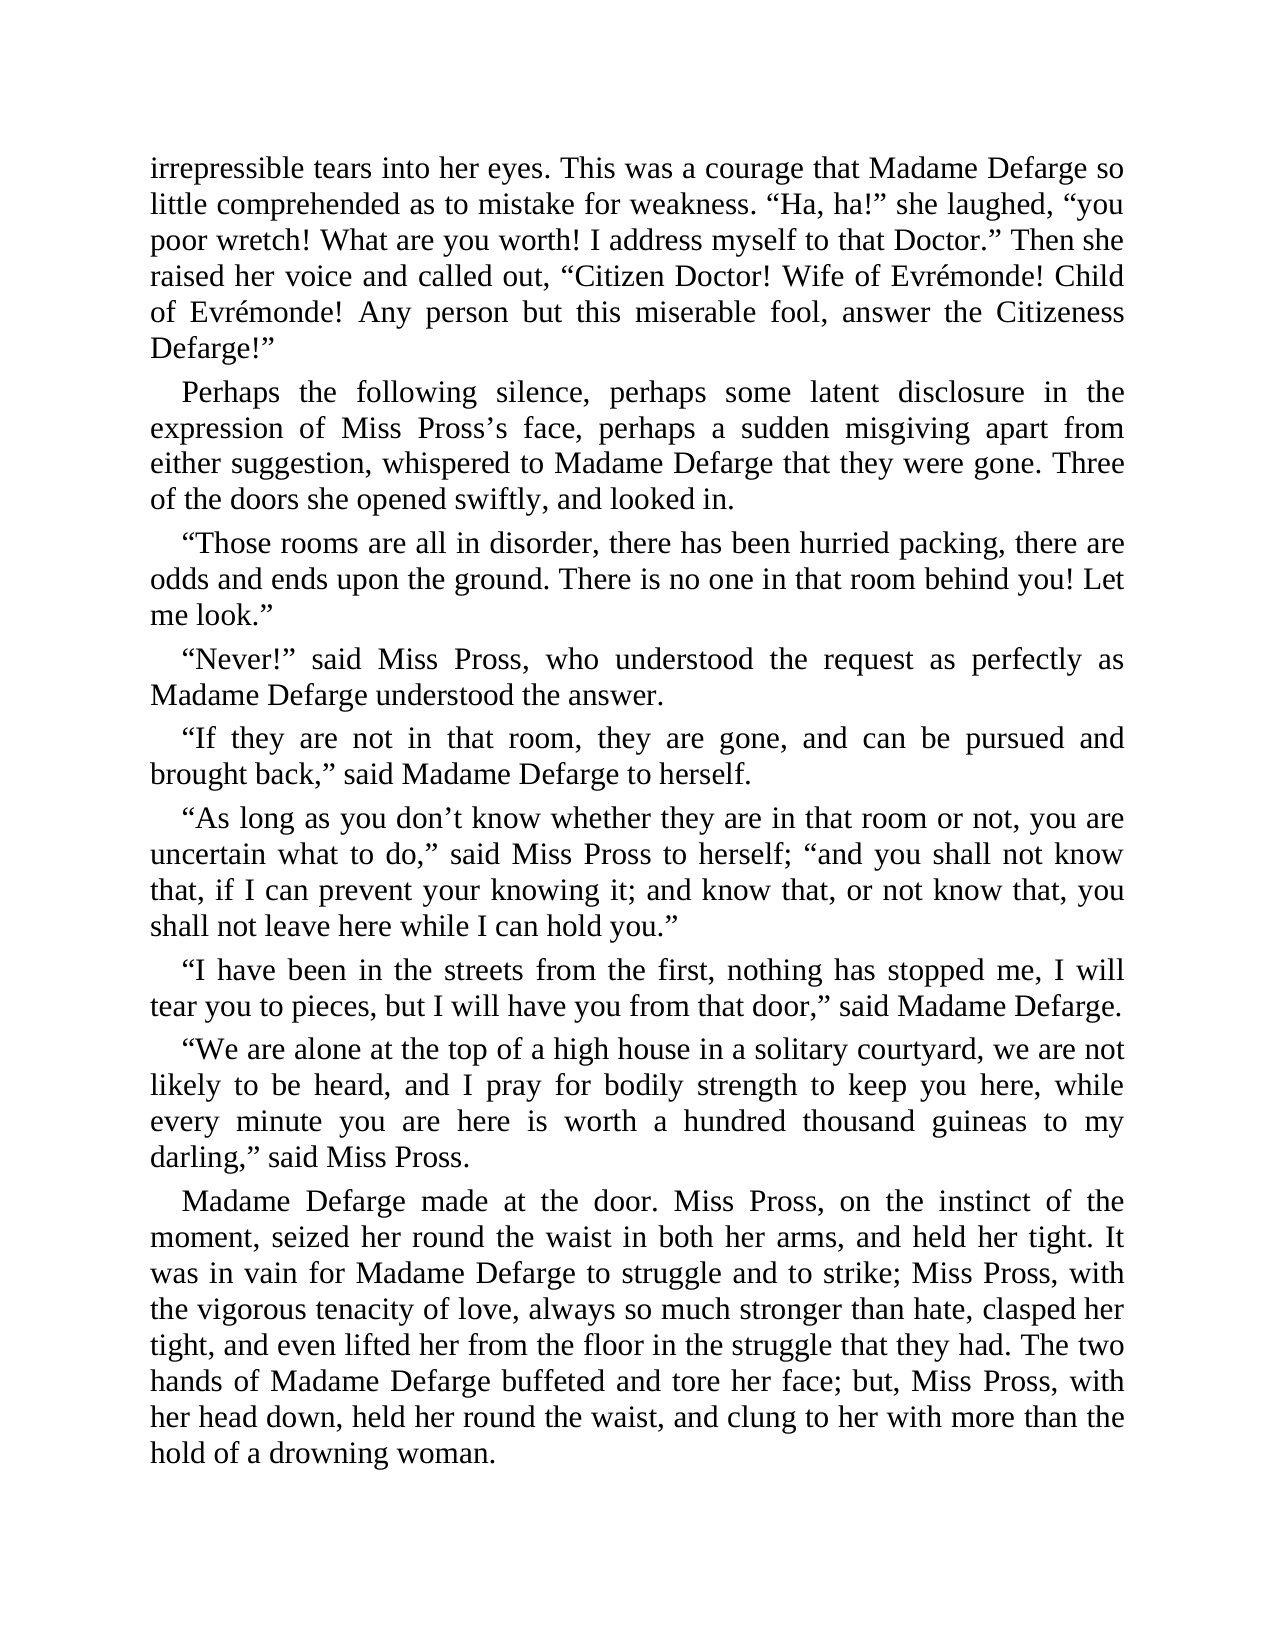 irrepressible tears into her eyes. This was a courage that Madame Defarge so
little comprehended as to mistake for weakness. “Ha, ha!” she laughed, “you
poor wretch! What are you worth! I address myself to that Doctor.” Then she
raised her voice and called out, “Citizen Doctor! Wife of Evrémonde! Child
of Evrémonde! Any person but this miserable fool, answer the Citizeness
Defarge!”
Perhaps the following silence, perhaps some latent disclosure in the
expression of Miss Pross’s face, perhaps a sudden misgiving apart from
either suggestion, whispered to Madame Defarge that they were gone. Three
of the doors she opened swiftly, and looked in.
“Those rooms are all in disorder, there has been hurried packing, there are
odds and ends upon the ground. There is no one in that room behind you! Let
me look.”
“Never!” said Miss Pross, who understood the request as perfectly as
Madame Defarge understood the answer.
“If they are not in that room, they are gone, and can be pursued and
brought back,” said Madame Defarge to herself.
“As long as you don’t know whether they are in that room or not, you are
uncertain what to do,” said Miss Pross to herself; “and you shall not know
that, if I can prevent your knowing it; and know that, or not know that, you
shall not leave here while I can hold you.”
“I have been in the streets from the first, nothing has stopped me, I will
tear you to pieces, but I will have you from that door,” said Madame Defarge.
“We are alone at the top of a high house in a solitary courtyard, we are not
likely to be heard, and I pray for bodily strength to keep you here, while
every minute you are here is worth a hundred thousand guineas to my
darling,” said Miss Pross.
Madame Defarge made at the door. Miss Pross, on the instinct of the
moment, seized her round the waist in both her arms, and held her tight. It
was in vain for Madame Defarge to struggle and to strike; Miss Pross, with
the vigorous tenacity of love, always so much stronger than hate, clasped her
tight, and even lifted her from the floor in the struggle that they had. The two
hands of Madame Defarge buffeted and tore her face; but, Miss Pross, with
her head down, held her round the waist, and clung to her with more than the
hold of a drowning woman.